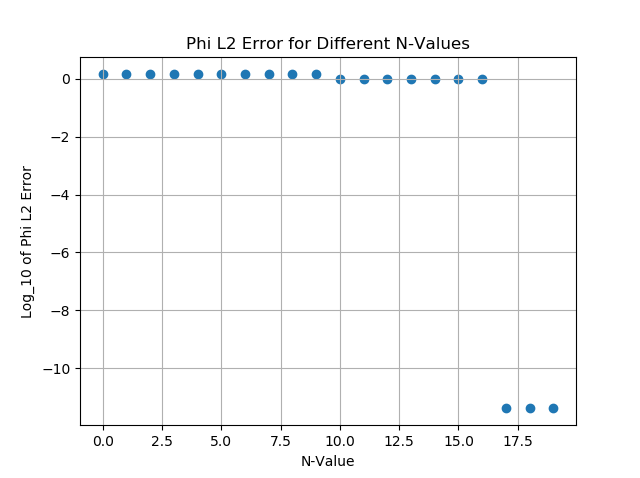 Phi L2 Error for Different N-Values
0
−2
−4
−6
−8
−10
Log_10 of Phi L2 Error
0.0 2.5 5.0 7.5 10.0 12.5 15.0 17.5
N-Value